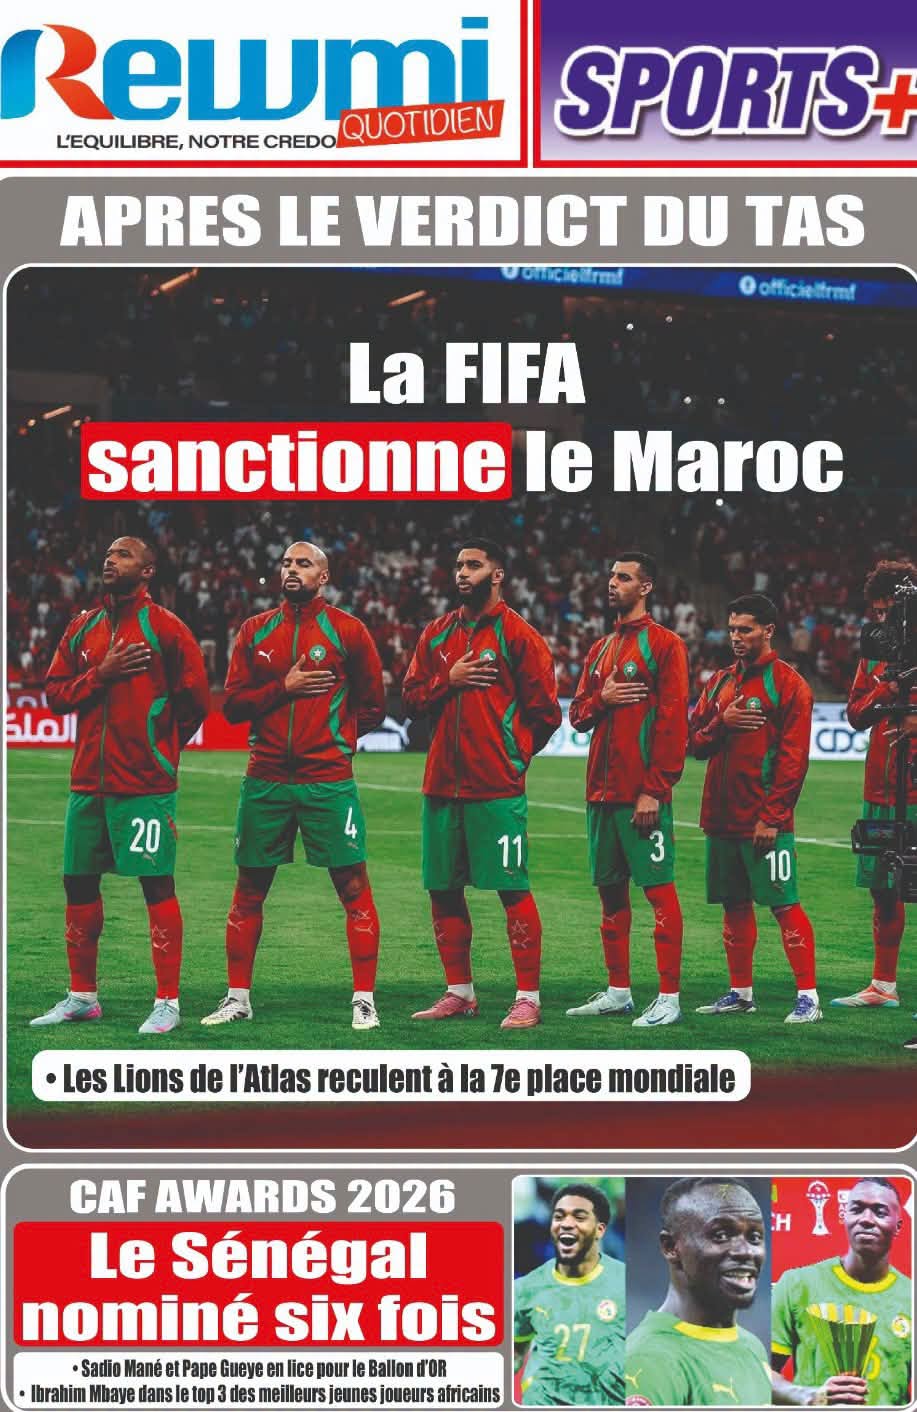 Rewmi
QUOTIDIEN
L'EQUILIBRE, NOTRE CREDO
SPORTS+
APRES LE VERDICT DU TAS
officielfrmf
officielfrmf
La FIFA
sanctionne le Maroc
20
4
11
3
10
CDG
• Les Lions de l'Atlas reculent à la 7e place mondiale
CAF AWARDS 2026
Le Sénégal
nominé six fois
• Sadio Mané et Pape Gueye en lice pour le Ballon d'OR
• Ibrahim Mbaye dans le top 3 des meilleurs jeunes joueurs africains
27